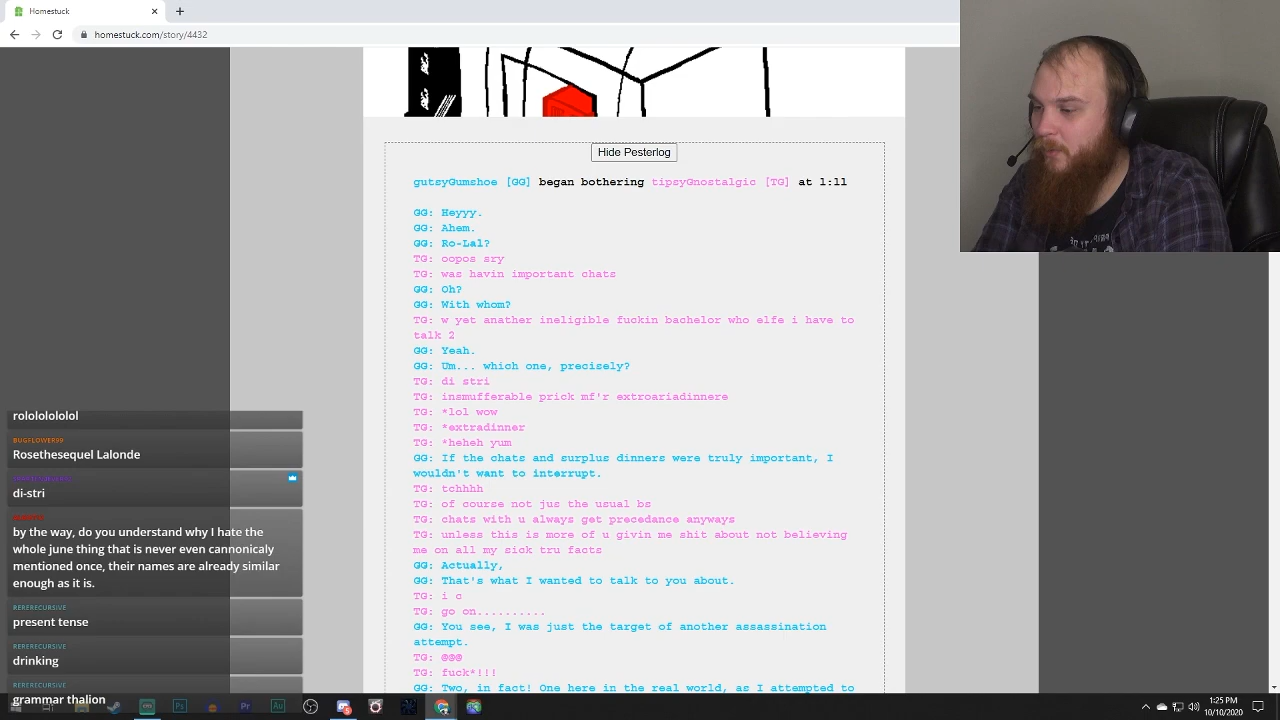 Homestuck
homestuck.com/story/4432
Hide Pesterlog
gutsyGumshoe [GG] began bothering tipsyGnostalgic [TG] at 1:11
GG: Heyyy.
GG: Ahem.
GG: Ro-Lal?
TG: oopos sry
TG: was havin important chats
GG: Oh?
GG: With whom?
TG: w yet anather ineligible fuckin bachelor who elfe i have to
talk 2
GG: Yeah.
GG: Um... which one, precisely?
TG: di stri
TG: insmufferable prick mf'r extroariadinnere
TG: *lol wow
TG: *extradinner
TG: *heheh yum
GG: If the chats and surplus dinners were truly important, I
wouldn't want to interrupt.
TG: tchhhh
TG: of course not jus the usual bs
TG: chats with u always get precedance anyways
TG: unless this is more of u givin me shit about not believing
me on all my sick tru facts
GG: Actually,
GG: That's what I wanted to talk to you about.
TG: i c
TG: go on..........
GG: You see, I was just the target of another assassination
attempt.
TG: @@@
TG: fuck*!!!
GG: Two, in fact! One here in the real world, as I attempted to
rolololololol
BUGFLOWER99
Rosethesequel Lalonde
di-stri
by the way, do you understand why I hate the
whole june thing that is never even cannonicaly
mentioned once, their names are already similar
enough as it is.
RERERECURSIVE
present tense
RERERECURSIVE
drinking
RERERECURSIVE
grammar thalion
1:25 PM
10/10/2020